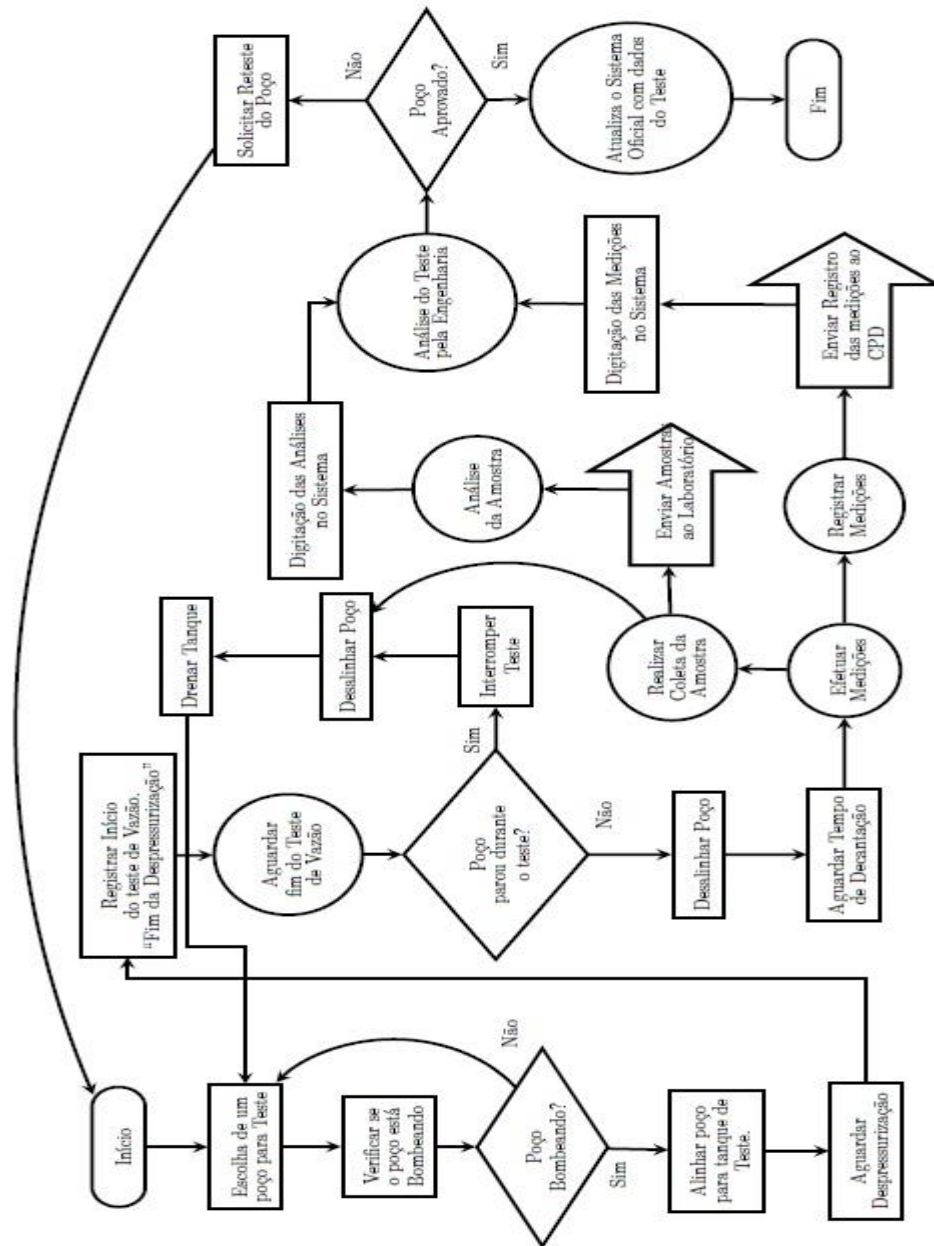 Início
Escolha de um
poço para Teste
Verificar se
o poço está
Bombeando
Poço
Bombeando?
Não
Sim
Alinhar poço
para tanque de
Teste.
Aguardar
Despressurização
Registrar Início
do teste de Vazão.
“Fim da Despressurização”
Aguardar
fim do Teste
de Vazão
Poço
parou durante
o teste?
Sim
Não
Desalinhar Poço
Aguardar Tempo
de Decantação
Drenar Tanque
Desalinhar Poço
Interromper
Teste
Realizar
Coleta da
Amostra
Efetuar
Medições
Digitação das Análises
no Sistema
Análise
da Amostra
Enviar Amostra
ao Laboratório
Registrar
Medições
Análise do Teste
pela Engenharia
Digitação das Medições
no Sistema
Enviar Registro
das medições ao
CPD
Solicitar Reteste
do Poço
Não
Poço
Aprovado?
Sim
Atualiza o Sistema
Oficial com dados
do Teste
Fim